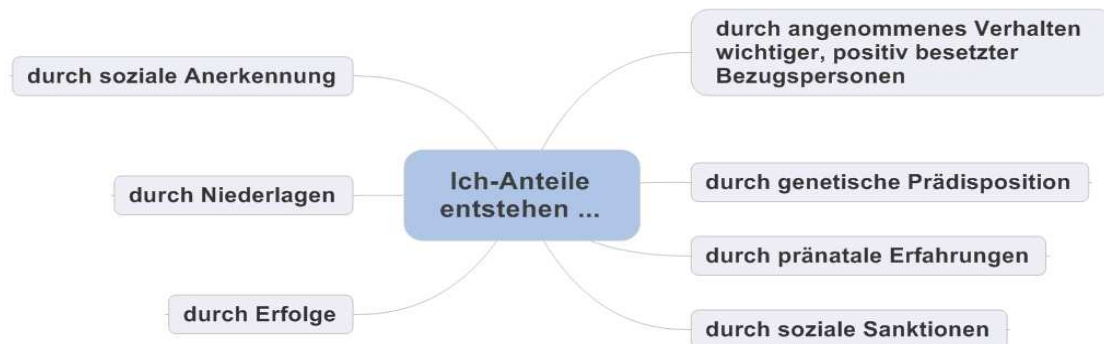 durch soziale Anerkennung
durch Niederlagen
durch Erfolge
Ich-Anteile
entstehen ...
durch angenommenes Verhalten
wichtiger, positiv besetzter
Bezugspersonen
durch genetische Prädisposition
durch pränatale Erfahrungen
durch soziale Sanktionen